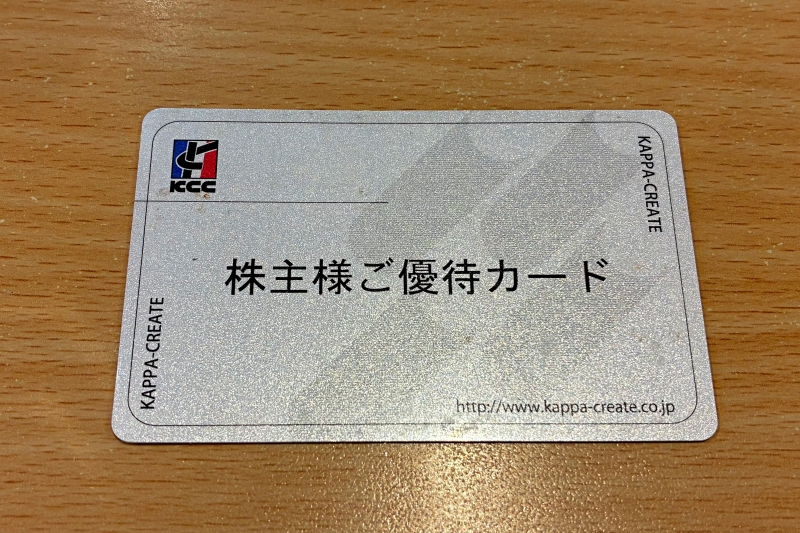 KCC
KAPPA-CREATE
株主様ご優待カード
KAPPA-CREATE
http://www.kappa-create.co.jp